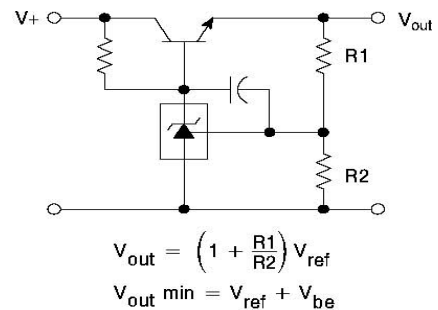 V+
Vout
R1
R2
Vout = (1 + R1/R2) Vref
Vout min = Vref + Vbe